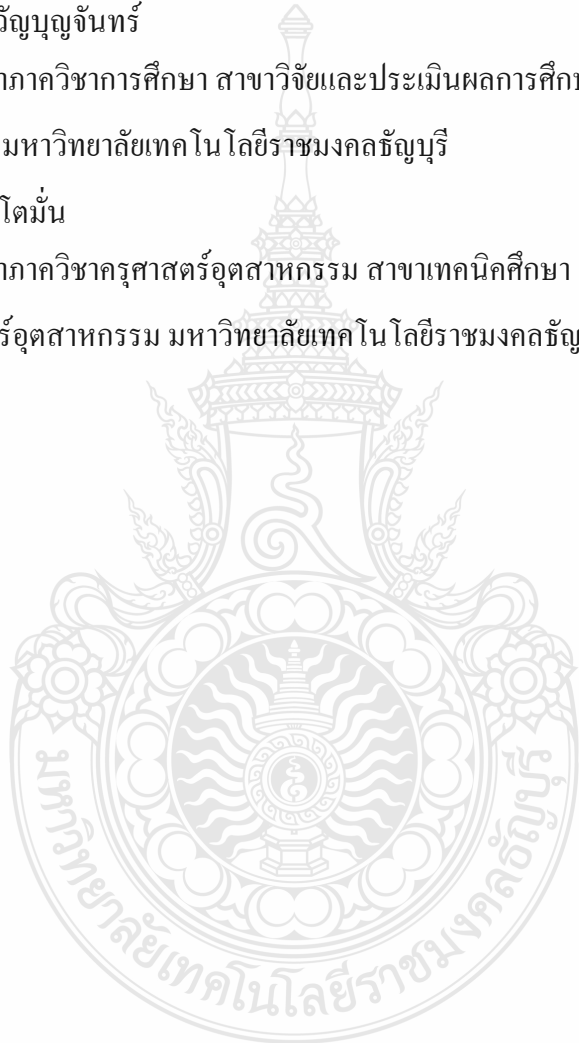 วัญบุญจันทร์
าภาควิชาการศึกษา สาขาวิจัยและประเมินผลการศึกษ
มหาวิทยาลัยเทคโนโลยีราชมงคลธัญบุรี
โตมั่น
าภาควิชาครุศาสตร์อุตสาหกรรม สาขาเทคนิคศึกษา
ร์อุตสาหกรรม มหาวิทยาลัยเทคโนโลยีราชมงคลธัญ
มหาวิทยาลัยเทคโนโลยีราชมงคลธัญบุรี